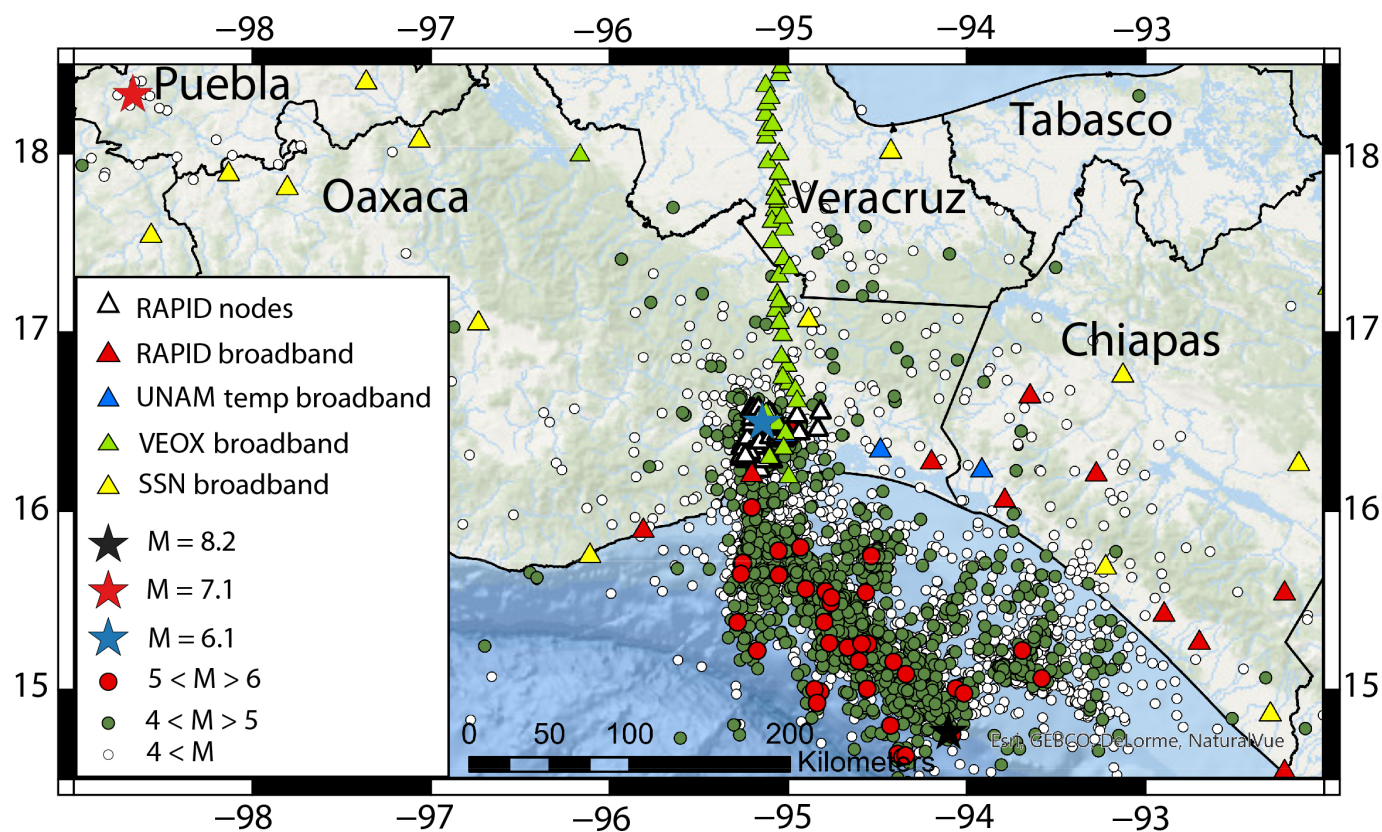 −98 −97 −96 −95 −94 −93
Puebla
Tabasco
18 18
Oaxaca
Veracruz
RAPID nodes
17 17
RAPID broadband
Chiapas
UNAM temp broadband
VEOX broadband
SSN broadband
16 16
M = 8.2
M = 7.1
M = 6.1
5 < M > 6
15 15
4 < M > 5
0 50 100 200
Esri, GEBCO, DeLorme, NaturalVue
4 < M
Kilometers
−98 −97 −96 −95 −94 −93